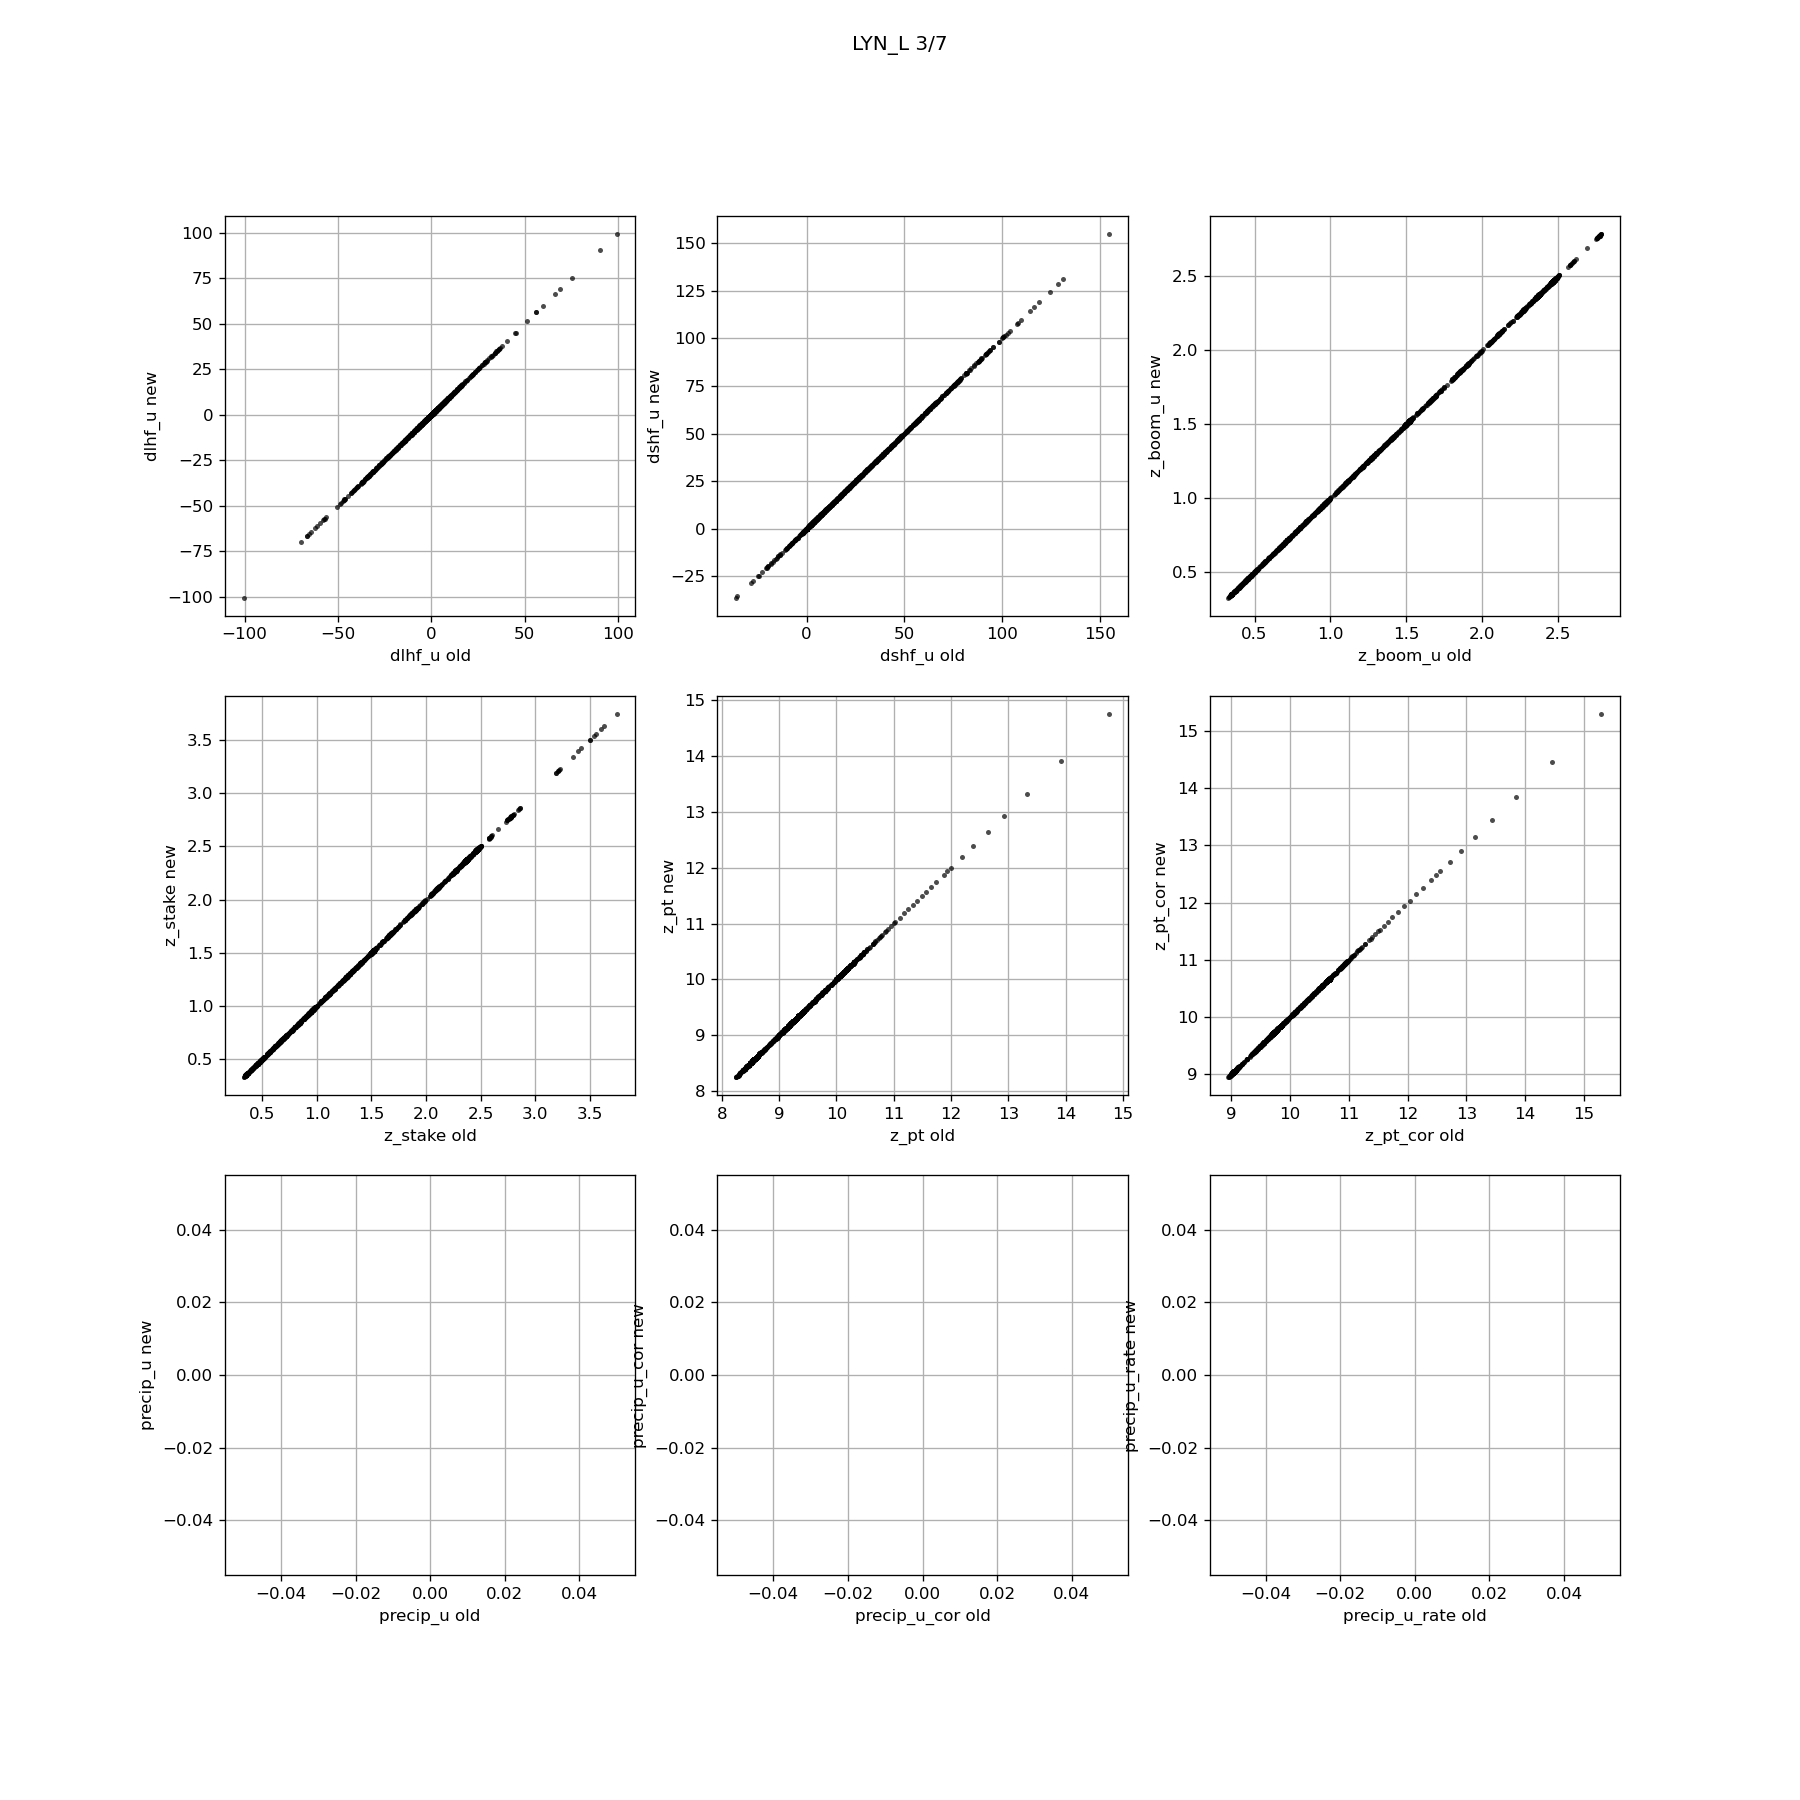 LYN_L 3/7
100
75
50
25
0
−25
−50
−75
−100
dlhf_u new
−100 −50 0 50 100
dlhf_u old
150
125
100
75
50
25
0
−25
dshf_u new
0 50 100 150
dshf_u old
2.5
2.0
1.5
1.0
0.5
z_boom_u new
0.5 1.0 1.5 2.0 2.5
z_boom_u old
3.5
3.0
2.5
2.0
1.5
1.0
0.5
z_stake new
0.5 1.0 1.5 2.0 2.5 3.0 3.5
z_stake old
15
14
13
12
11
10
9
8
z_pt new
8 9 10 11 12 13 14 15
z_pt old
15
14
13
12
11
10
9
z_pt_cor new
9 10 11 12 13 14 15
z_pt_cor old
0.04
0.02
0.00
−0.02
−0.04
precip_u new
−0.04 −0.02 0.00 0.02 0.04
precip_u old
0.04
0.02
0.00
−0.02
−0.04
precip_u_cor new
−0.04 −0.02 0.00 0.02 0.04
precip_u_cor old
0.04
0.02
0.00
−0.02
−0.04
precip_u_rate new
−0.04 −0.02 0.00 0.02 0.04
precip_u_rate old